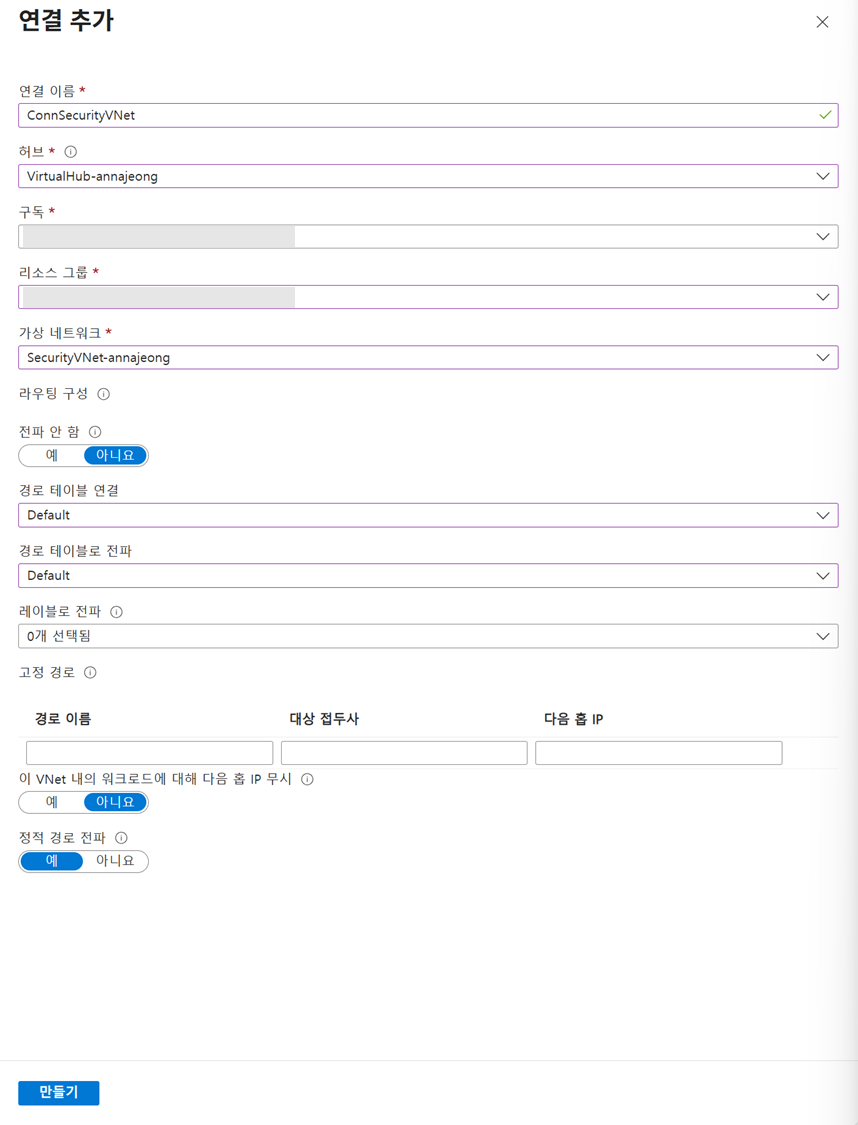 연결 추가
연결 이름 *
ConnSecurityVNet
허브 *
VirtualHub-annajeong
구독 *
리소스 그룹 *
가상 네트워크 *
SecurityVNet-annajeong
라우팅 구성
전파 안 함
예 아니요
경로 테이블 연결
Default
경로 테이블로 전파
Default
레이블로 전파
0개 선택됨
고정 경로
경로 이름 대상 접두사 다음 홉 IP
이 VNet 내의 워크로드에 대해 다음 홉 IP 무시
예 아니요
정적 경로 전파
예 아니요
만들기